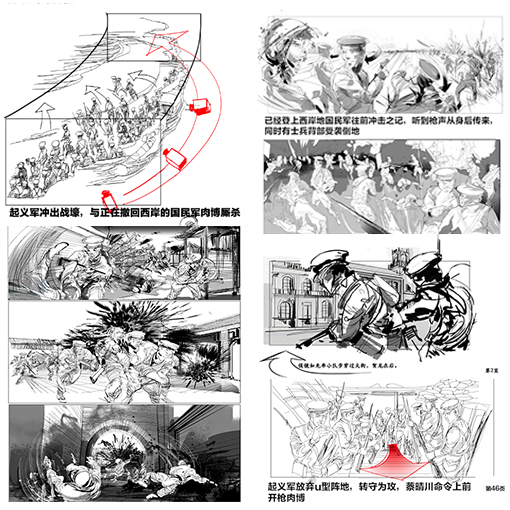 起义军冲出战壕，与正在撤回西岸的国民军肉博厮杀
已经登上西岸地国民军往前冲击之记，听到枪声从身后传来，
同时有士兵背部受袭倒地
第2页
起义军放弃u型阵地，转守为攻，蔡晴川命令上前
开枪肉博
第46页